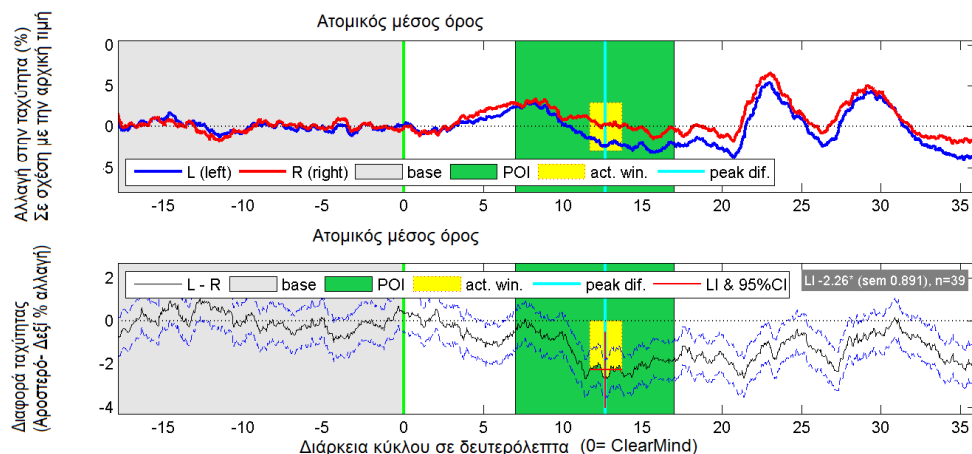 Ατομικός μέσος όρος
Αλλαγή στην ταχύτητα (%)
Σε σχέση με την αρχική τιμή
0
5
0
5
L (left) R (right) base POI act. win. peak dif.
-15 -10 -5 0 5 10 15 20 25 30 35
Ατομικός μέσος όρος
Διαφορά ταχύτητας
(Αροστερό- Δεξί % αλλαγή)
2
0
-2
-4
L - R base POI act. win. peak dif. LI & 95%CI
LI -2.26* (sem 0.891), n=39
-15 -10 -5 0 5 10 15 20 25 30 35
Διάρκεια κύκλου σε δευτερόλεπτα (0= ClearMind)